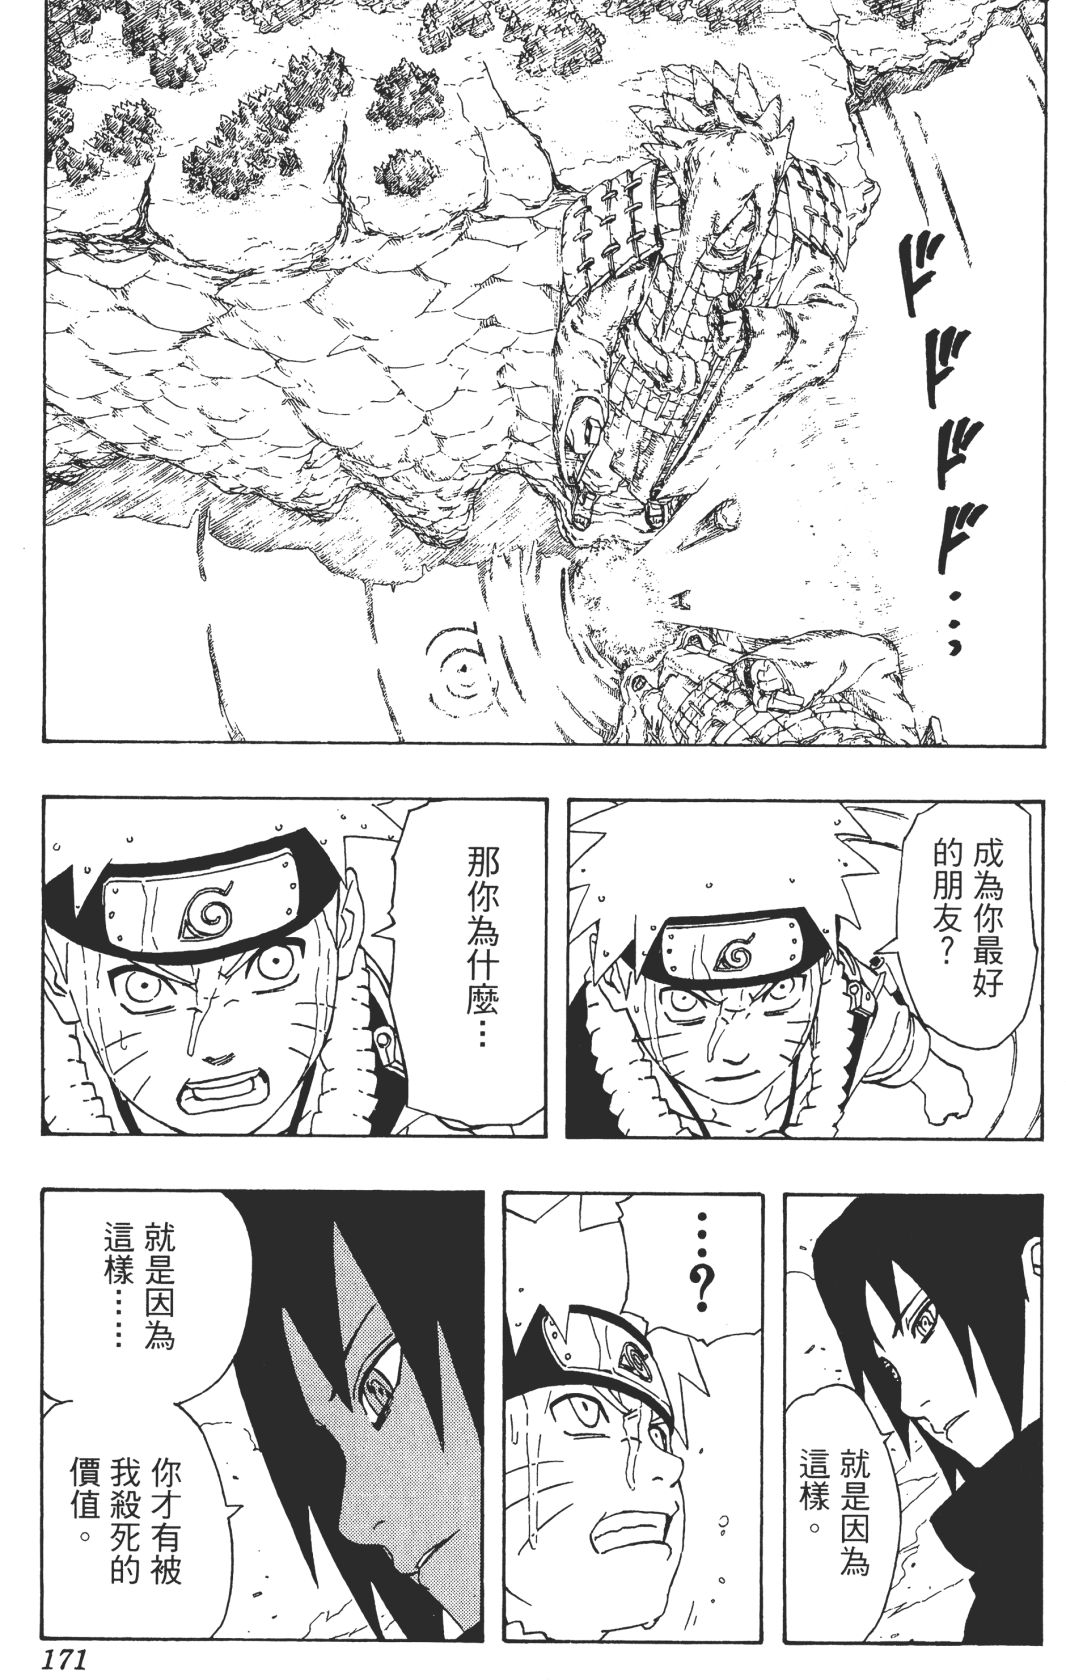 ドドドド・・・
成為你最好
的朋友？
那你為什麼…
就是因為
這樣。
……？
就是因為
這樣……
你才有被
我殺死的
價值。
171